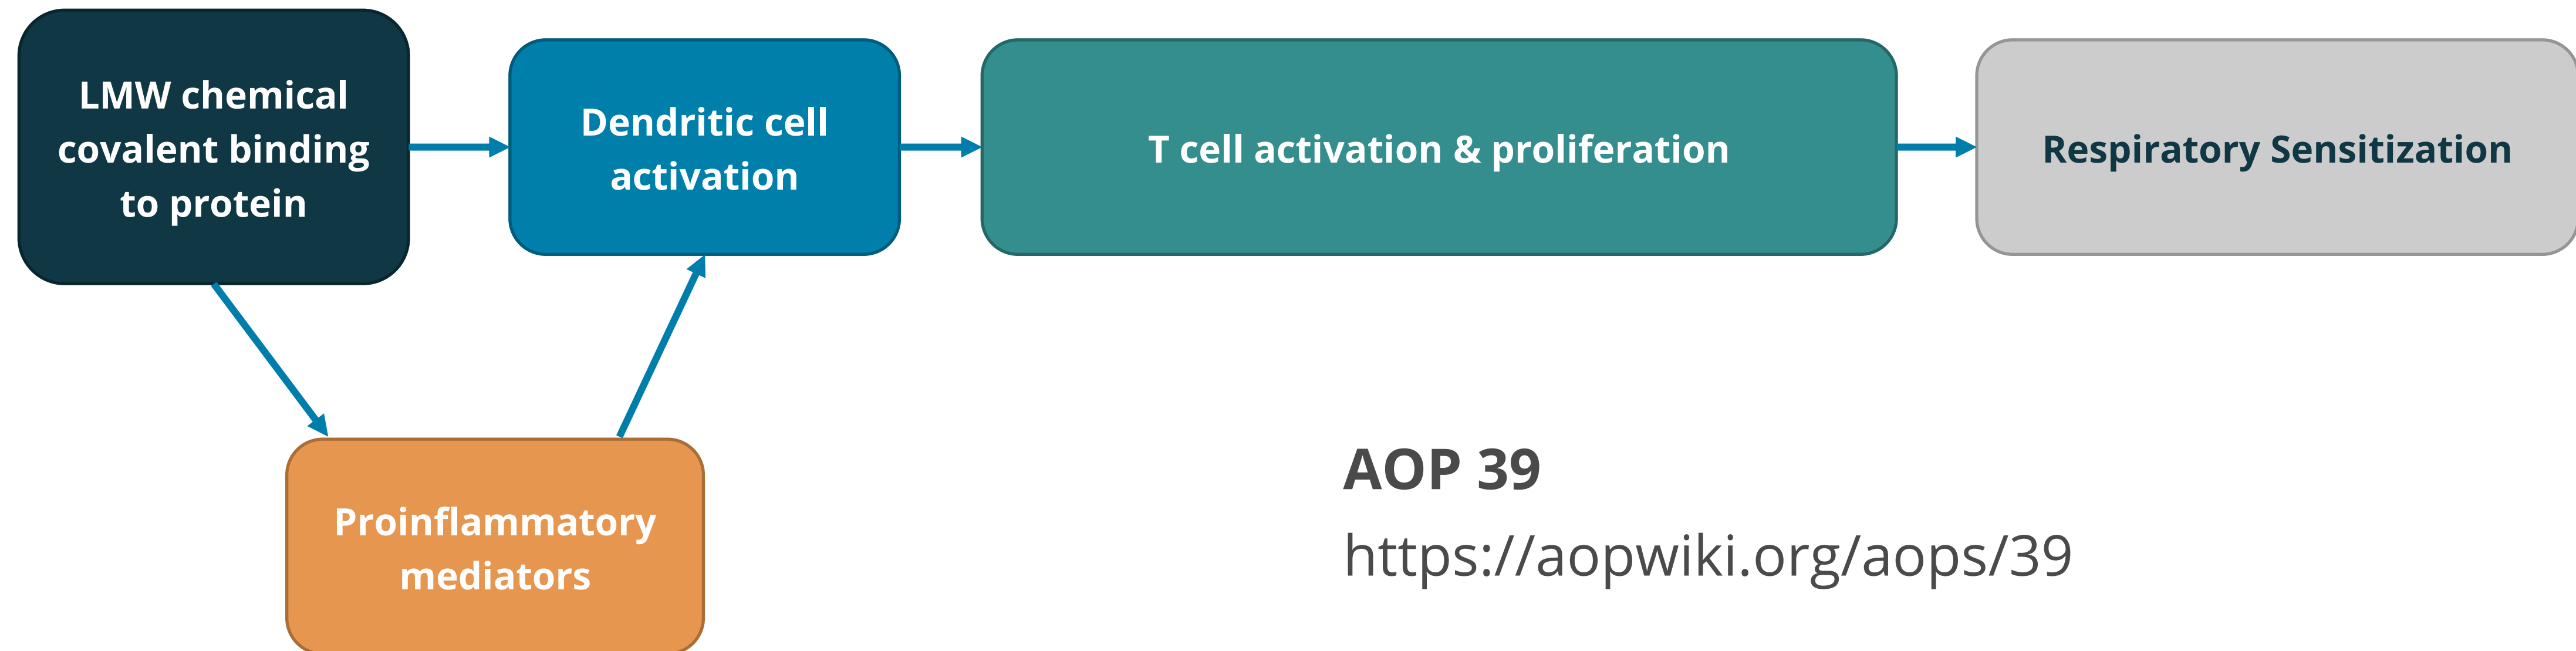 LMW chemical
covalent binding
to protein
Dendritic cell
activation
T cell activation & proliferation
Respiratory Sensitization
Proinflammatory
mediators
AOP 39
https://aopwiki.org/aops/39